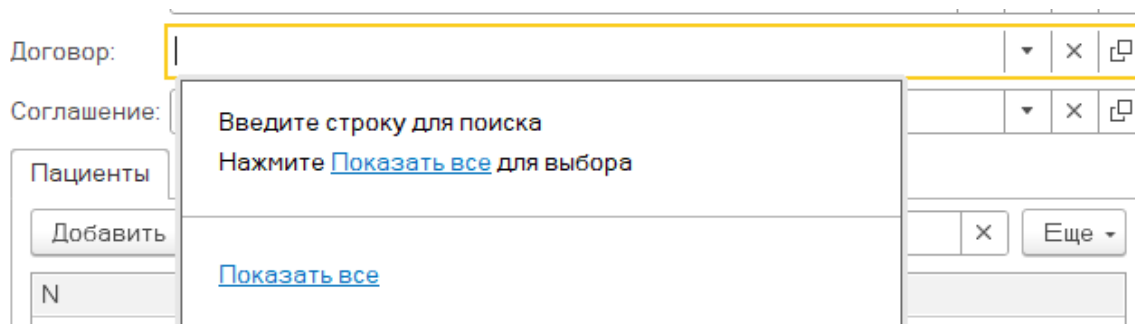 Договор:
Соглашение:
Введите строку для поиска
Нажмите Показать все для выбора
Пациенты
Добавить
Еще
Показать все
N